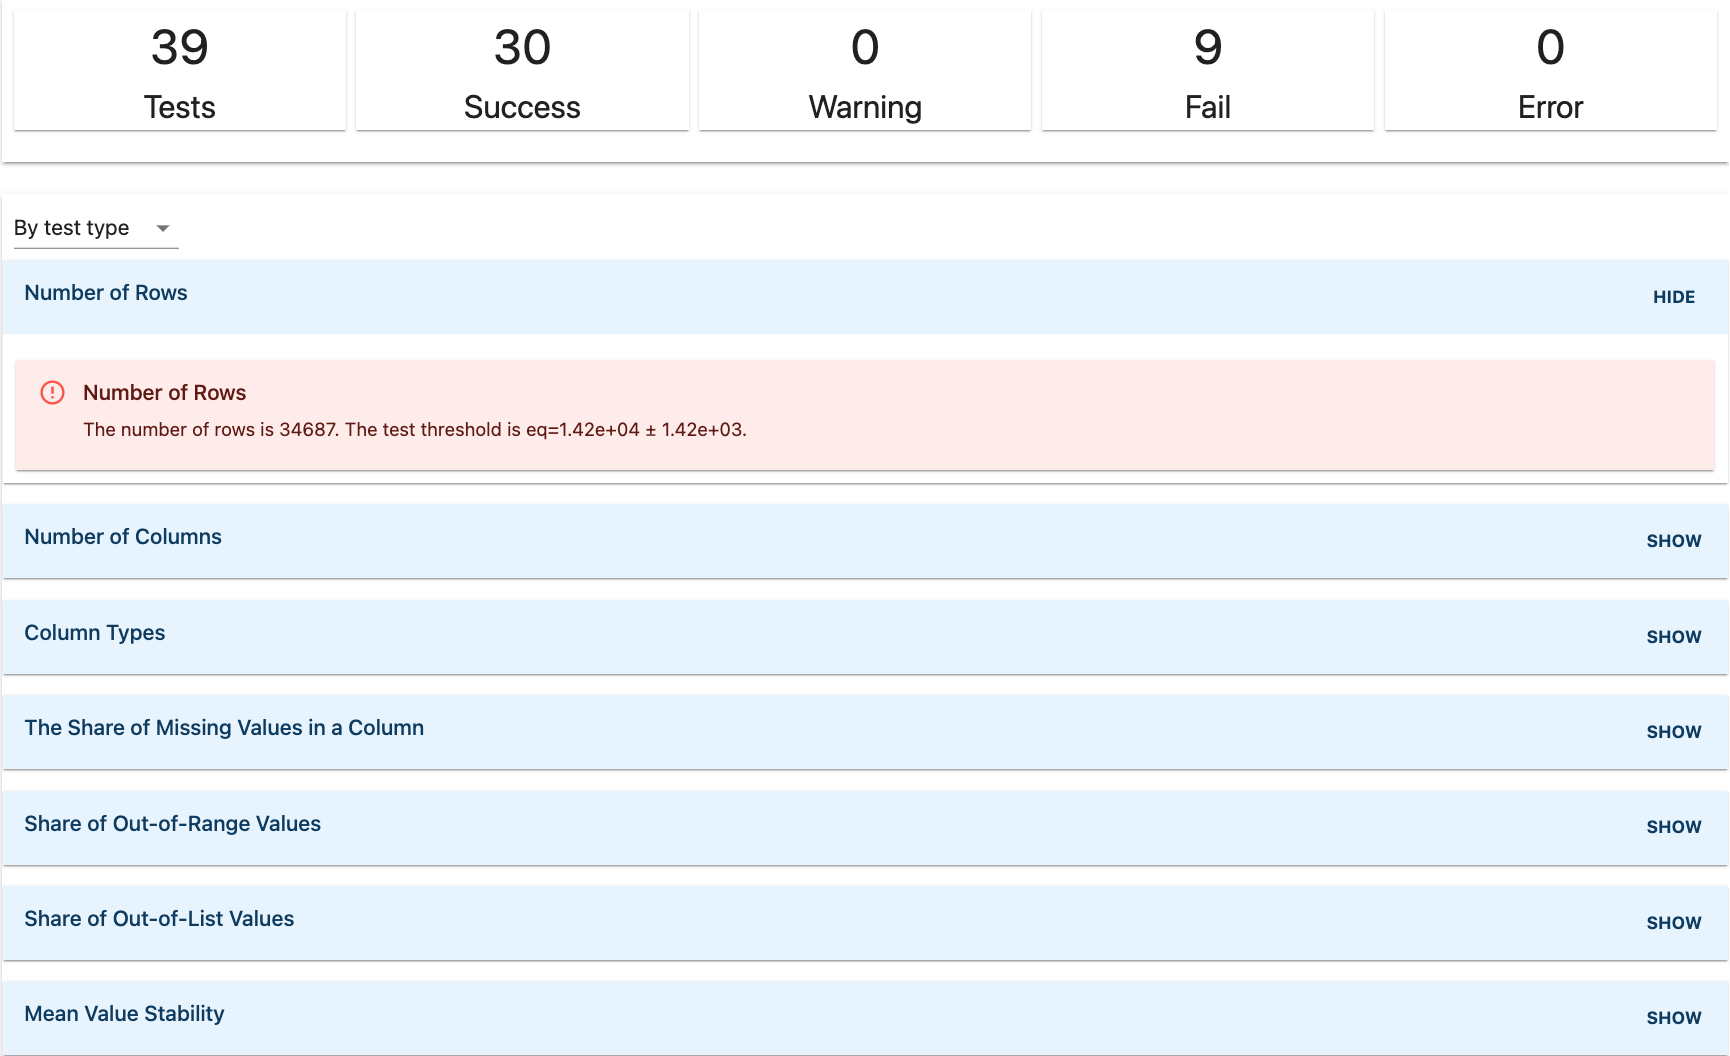 39
Tests
30
Success
0
Warning
9
Fail
0
Error
By test type
Number of Rows
HIDE
Number of Rows
The number of rows is 34687. The test threshold is eq=1.42e+04 ± 1.42e+03.
Number of Columns
SHOW
Column Types
SHOW
The Share of Missing Values in a Column
SHOW
Share of Out-of-Range Values
SHOW
Share of Out-of-List Values
SHOW
Mean Value Stability
SHOW